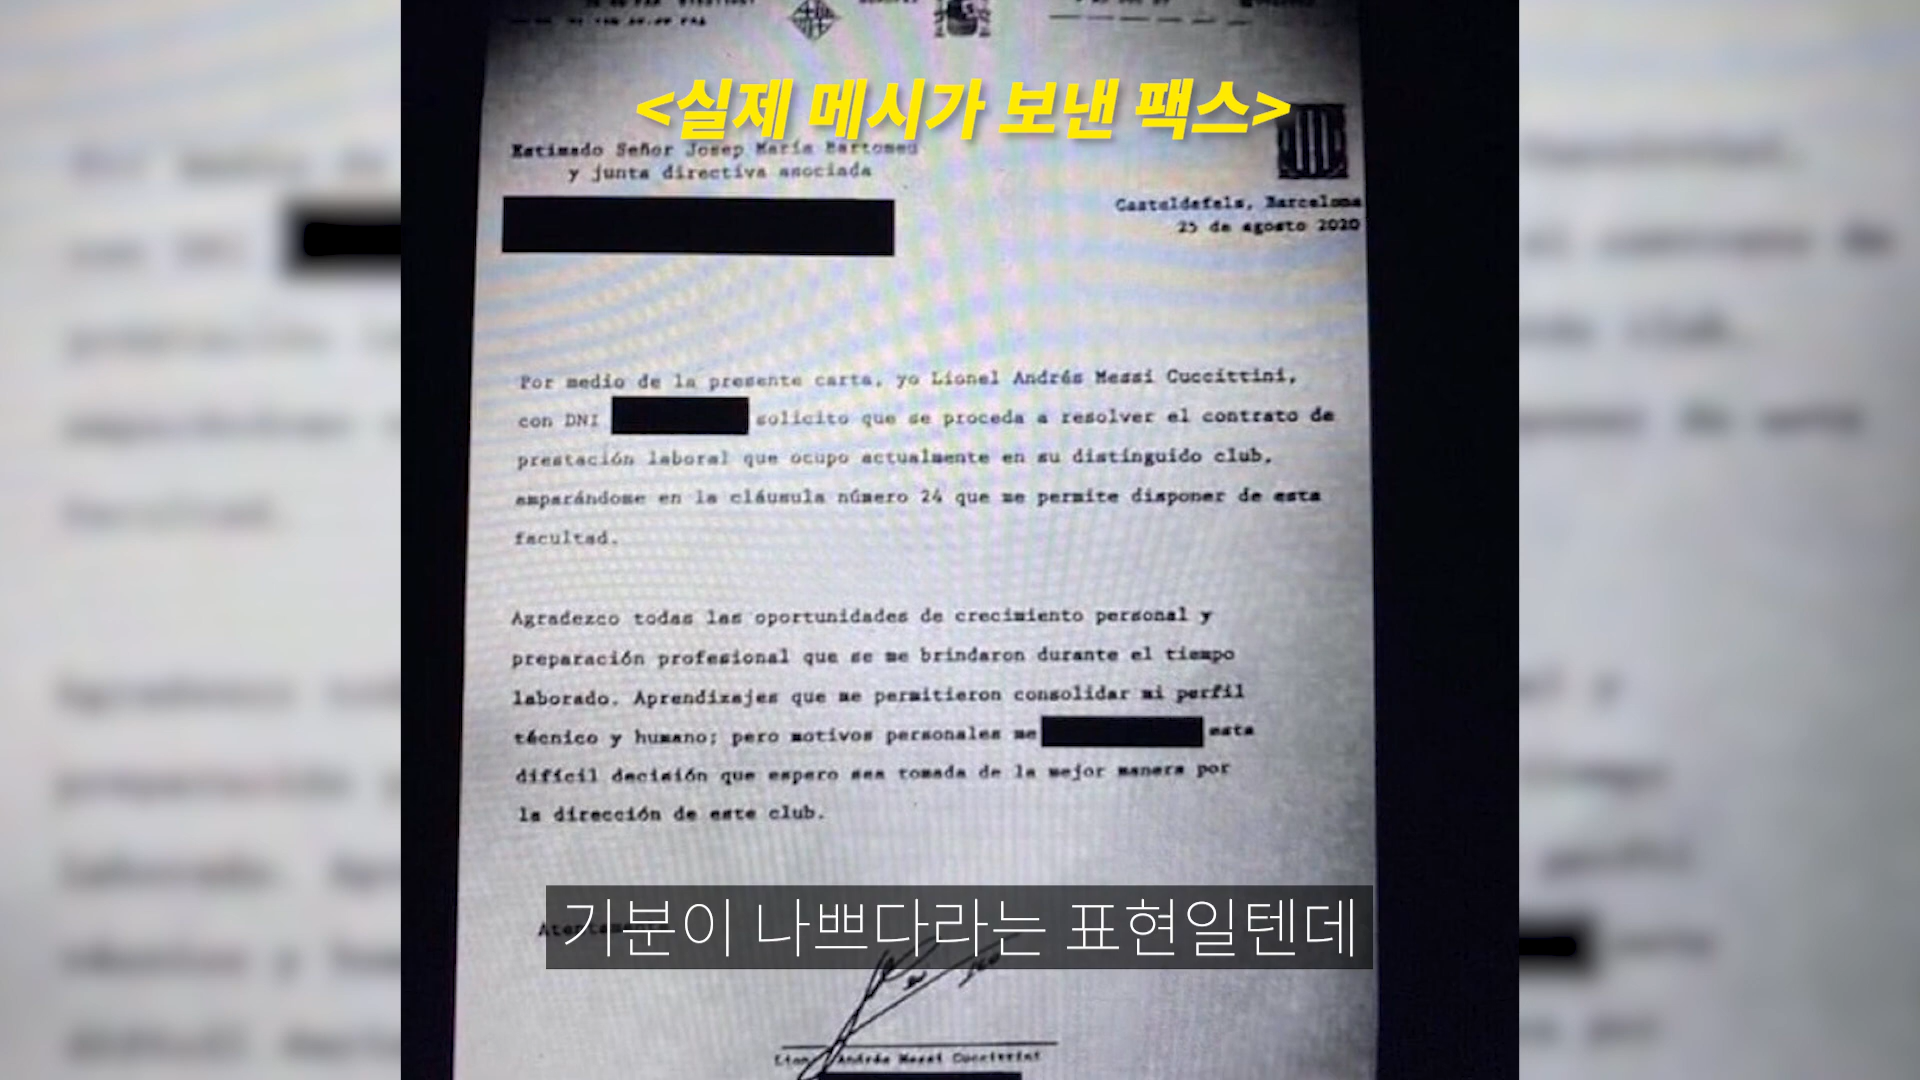 <실제 메시가 보낸 팩스>
Estimado Señor Josep María Bartomeu
y junta directiva asociada
Casteldefels, Barcelona
25 de agosto 2020
Por medio de la presente carta, yo Lionel Andrés Messi Cuccittini,
con DNI solicito que se proceda a resolver el contrato de
prestación laboral que ocupo actualmente en su distinguido club,
amparándome en la cláusula número 24 que me permite disponer de esta
facultad.
Agradezco todas las oportunidades de crecimiento personal y
preparación profesional que se me brindaron durante el tiempo
laborado. Aprendizajes que me permitieron consolidar mi perfil
técnico y humano; pero motivos personales me esta
difícil decisión que espero sea tomada de la mejor manera por
la dirección de este club.
Atentamente
기분이 나쁘다라는 표현일텐데
Andrés Messi Cuccittini